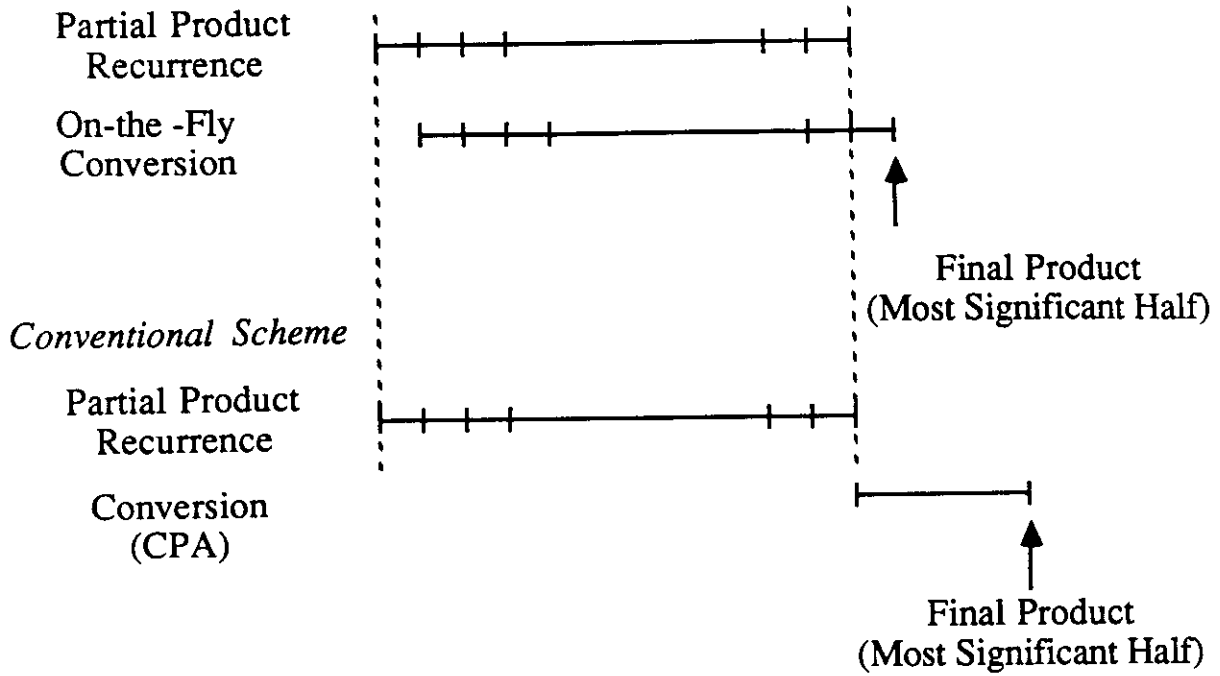 Partial Product
Recurrence
On-the -Fly
Conversion
Final Product
(Most Significant Half)
Conventional Scheme
Partial Product
Recurrence
Conversion
(CPA)
Final Product
(Most Significant Half)